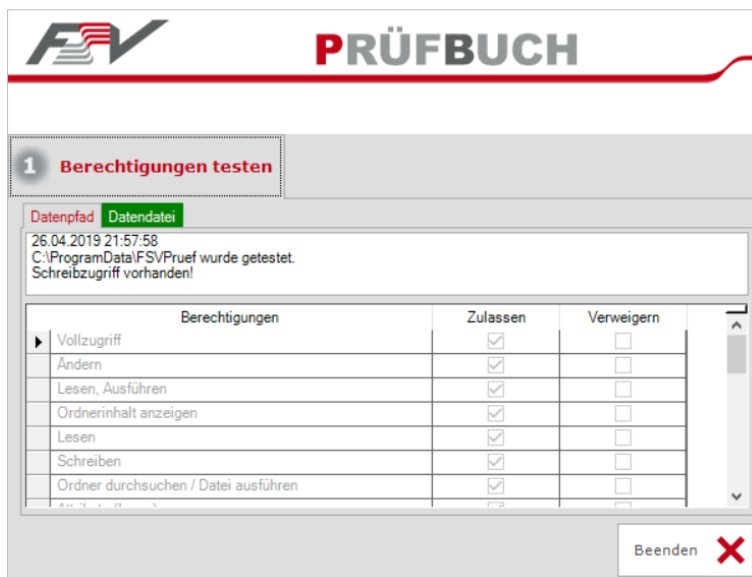 FSV PRÜFBUCH
1 Berechtigungen testen
Datenpfad Datendatei
26.04.2019 21:57:58
C:\ProgramData\FSVPruef wurde getestet.
Schreibzugriff vorhanden!
Berechtigungen Zulassen Verweigern
Vollzugriff
Ändern
Lesen, Ausführen
Ordnerinhalt anzeigen
Lesen
Schreiben
Ordner durchsuchen / Datei ausführen
Beenden